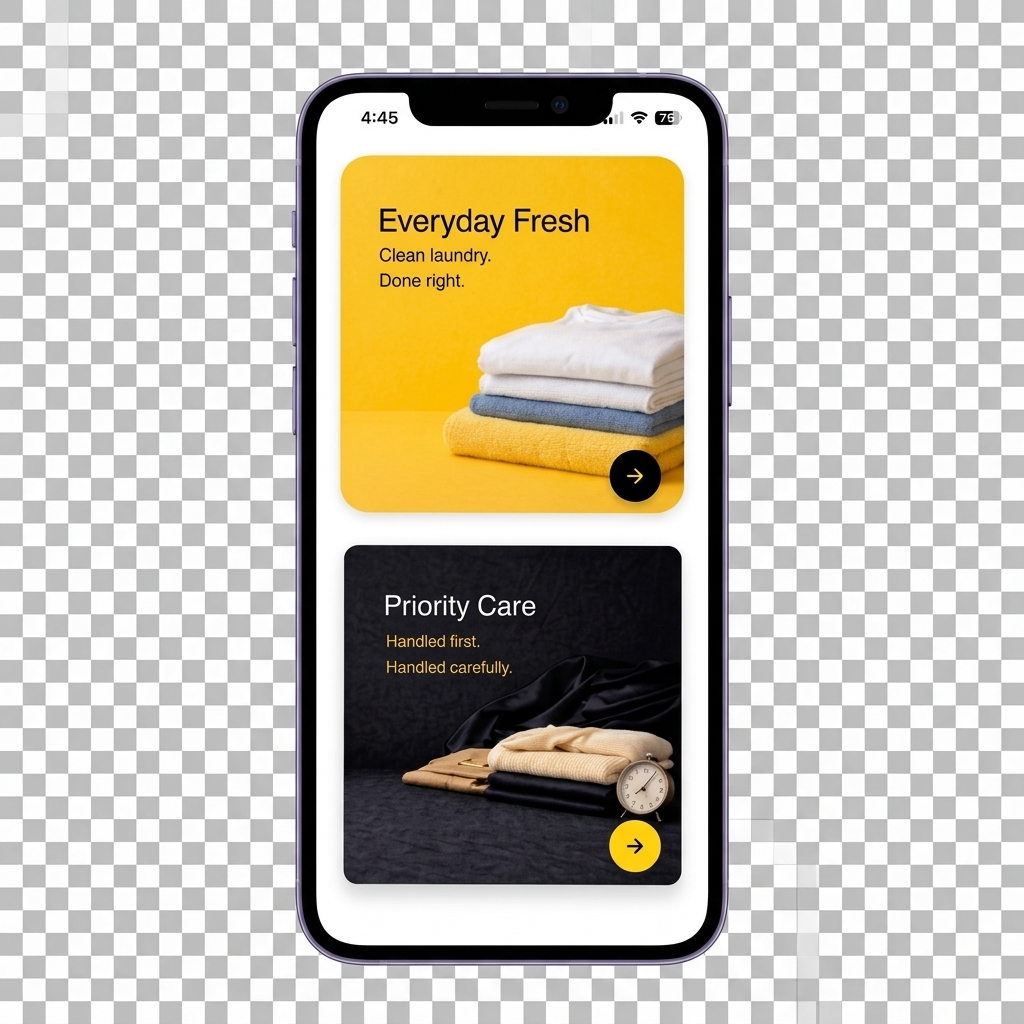 4:45
76
Everyday Fresh
Clean laundry.
Done right.
Priority Care
Handled first.
Handled carefully.